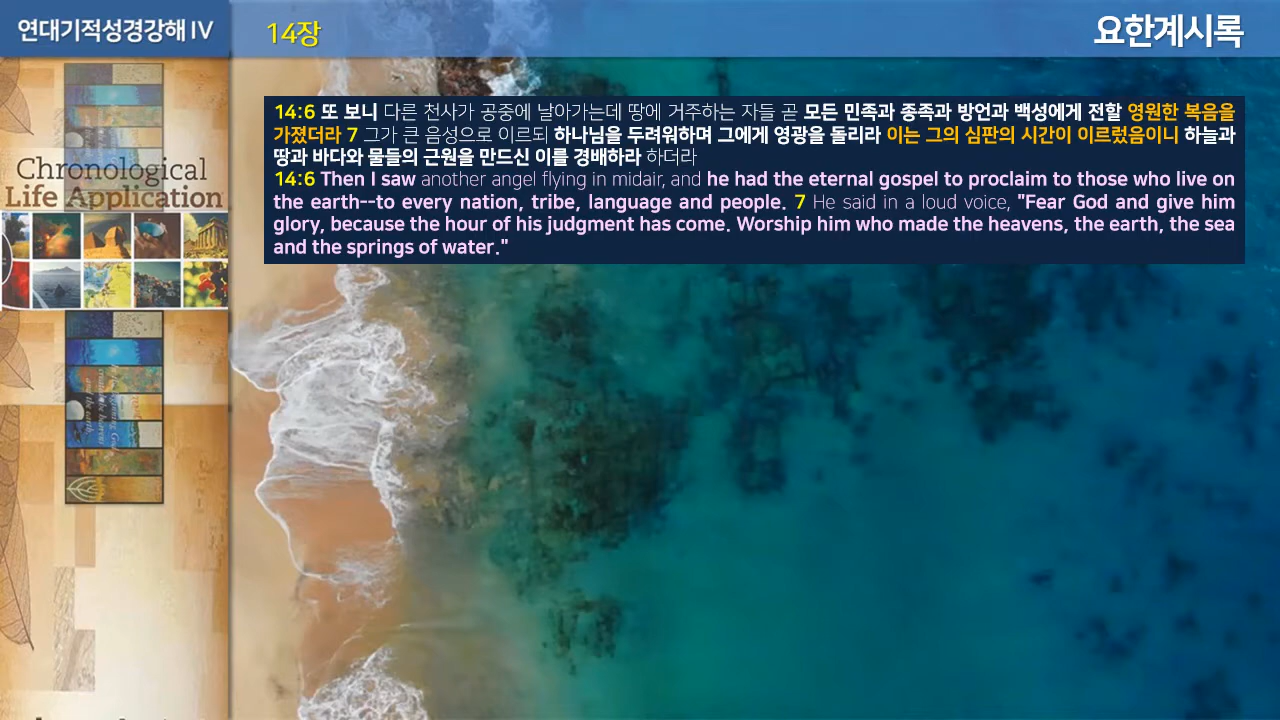 연대기적성경강해 IV
14장
요한계시록
Chronological
Life Application
14:6 또 보니 다른 천사가 공중에 날아가는데 땅에 거주하는 자들 곧 모든 민족과 종족과 방언과 백성에게 전할 영원한 복음을
가졌더라 7 그가 큰 음성으로 이르되 하나님을 두려워하며 그에게 영광을 돌리라 이는 그의 심판의 시간이 이르렀음이니 하늘과
땅과 바다와 물들의 근원을 만드신 이를 경배하라 하더라
14:6 Then I saw another angel flying in midair, and he had the eternal gospel to proclaim to those who live on
the earth--to every nation, tribe, language and people. 7 He said in a loud voice, "Fear God and give him
glory, because the hour of his judgment has come. Worship him who made the heavens, the earth, the sea
and the springs of water."